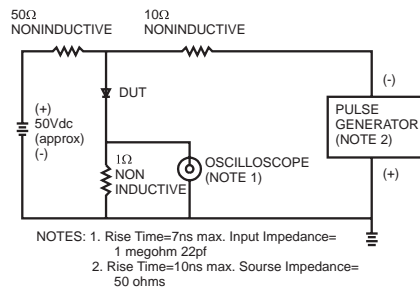 50Ω
NONINDUCTIVE
10Ω
NONINDUCTIVE
DUT
(+)
50Vdc
(approx)
(-)
(-)
PULSE
GENERATOR
(NOTE 2)
(+)
1Ω
NON
INDUCTIVE
OSCILLOSCOPE
(NOTE 1)
NOTES: 1. Rise Time=7ns max. Input Impedance=
1 megohm 22pf
2. Rise Time=10ns max. Sourse Impedance=
50 ohms